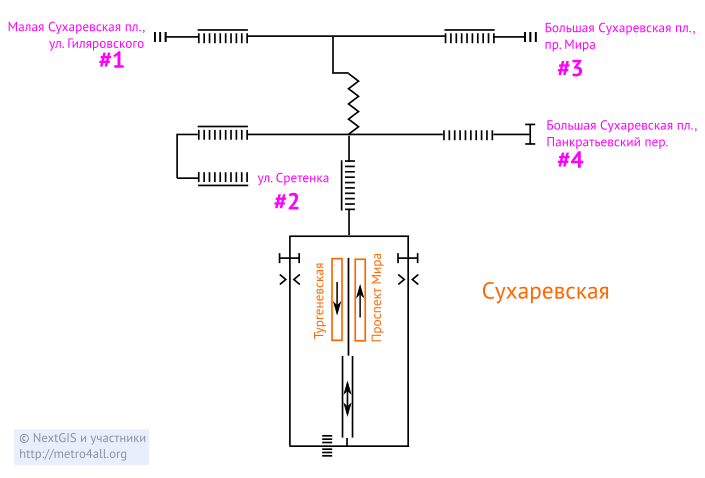 Малая Сухаревская пл.,
ул. Гиляровского
#1
Большая Сухаревская пл.,
пр. Мира
#3
Большая Сухаревская пл.,
Панкратьевский пер.
#4
ул. Сретенка
#2
Тургеневская
Проспект Мира
Сухаревская
© NextGIS и участники
http://metro4all.org